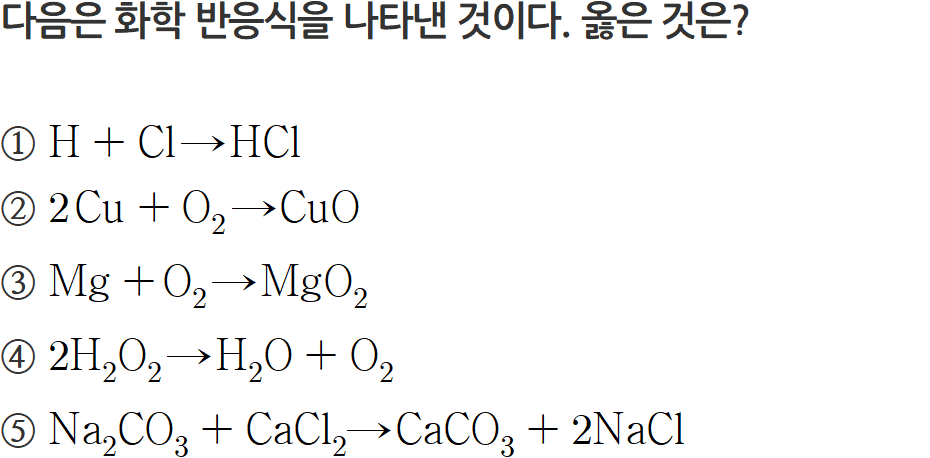 다음은 화학 반응식을 나타낸 것이다. 옳은 것은?
① H + Cl→HCl
② 2Cu + O₂→CuO
③ Mg + O₂→MgO₂
④ 2H₂O₂→H₂O + O₂
⑤ Na₂CO₃ + CaCl₂→CaCO₃ + 2NaCl